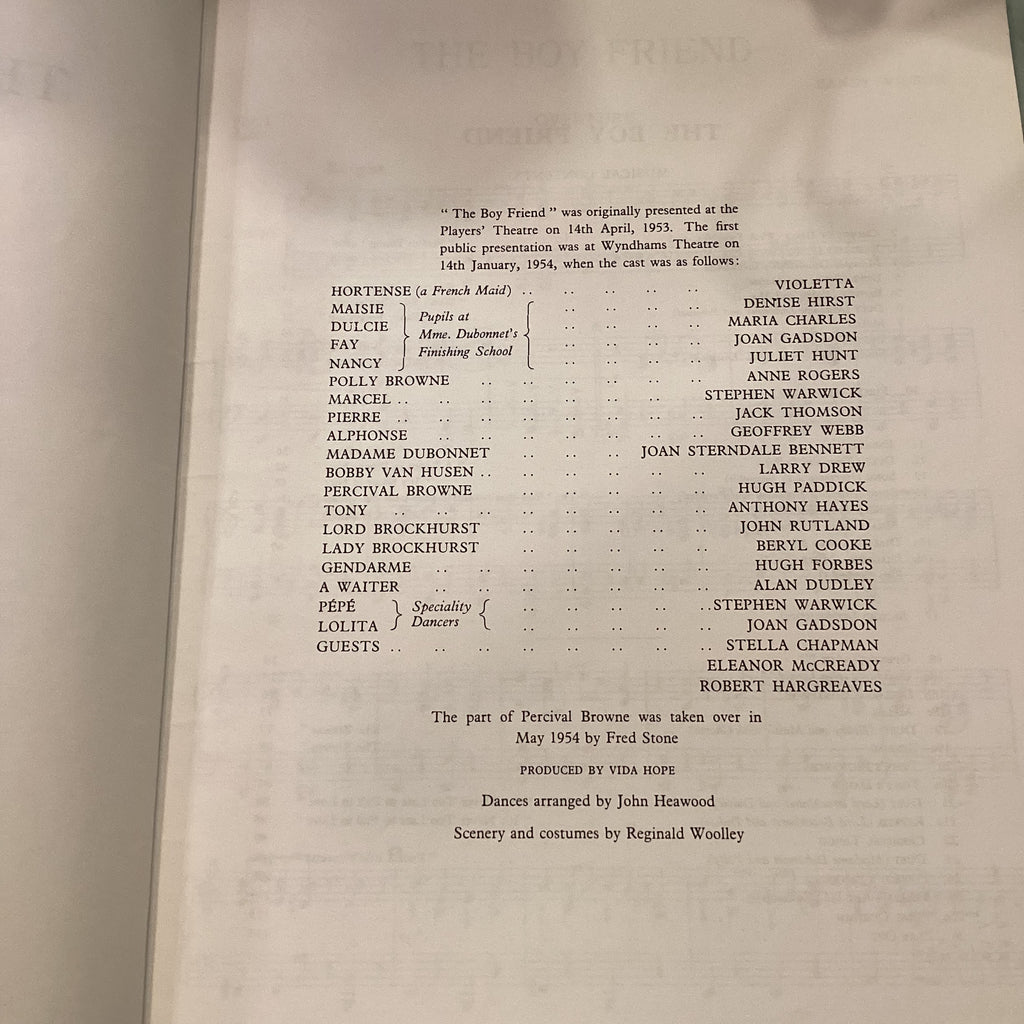 " The Boy Friend " was originally presented at the
Players' Theatre on 14th April, 1953. The first
public presentation was at Wyndhams Theatre on
14th January, 1954, when the cast was as follows:
HORTENSE (a French Maid) .. .. .. .. .. VIOLETTA
MAISIE .. .. .. .. DENISE HIRST
DULCIE .. .. .. .. MARIA CHARLES
FAY .. .. .. .. JOAN GADSDON
NANCY .. .. .. .. JULIET HUNT
Pupils at
Mme. Dubonnet's
Finishing School
POLLY BROWNE .. .. .. .. .. .. ANNE ROGERS
MARCEL .. .. .. .. .. .. .. STEPHEN WARWICK
PIERRE .. .. .. .. .. .. .. .. JACK THOMSON
ALPHONSE .. .. .. .. .. .. .. GEOFFREY WEBB
MADAME DUBONNET .. .. .. JOAN STERNDALE BENNETT
BOBBY VAN HUSEN .. .. .. .. .. .. LARRY DREW
PERCIVAL BROWNE .. .. .. .. .. HUGH PADDICK
TONY .. .. .. .. .. .. .. .. ANTHONY HAYES
LORD BROCKHURST .. .. .. .. .. JOHN RUTLAND
LADY BROCKHURST .. .. .. .. .. BERYL COOKE
GENDARME .. .. .. .. .. .. .. HUGH FORBES
A WAITER .. .. .. .. .. .. .. ALAN DUDLEY
PÉPÉ .. .. .. .. .. STEPHEN WARWICK
LOLITA .. .. .. .. .. JOAN GADSDON
Speciality
Dancers
GUESTS .. .. .. .. .. .. .. .. STELLA CHAPMAN
ELEANOR McCREADY
ROBERT HARGREAVES
The part of Percival Browne was taken over in
May 1954 by Fred Stone
PRODUCED BY VIDA HOPE
Dances arranged by John Heawood
Scenery and costumes by Reginald Woolley